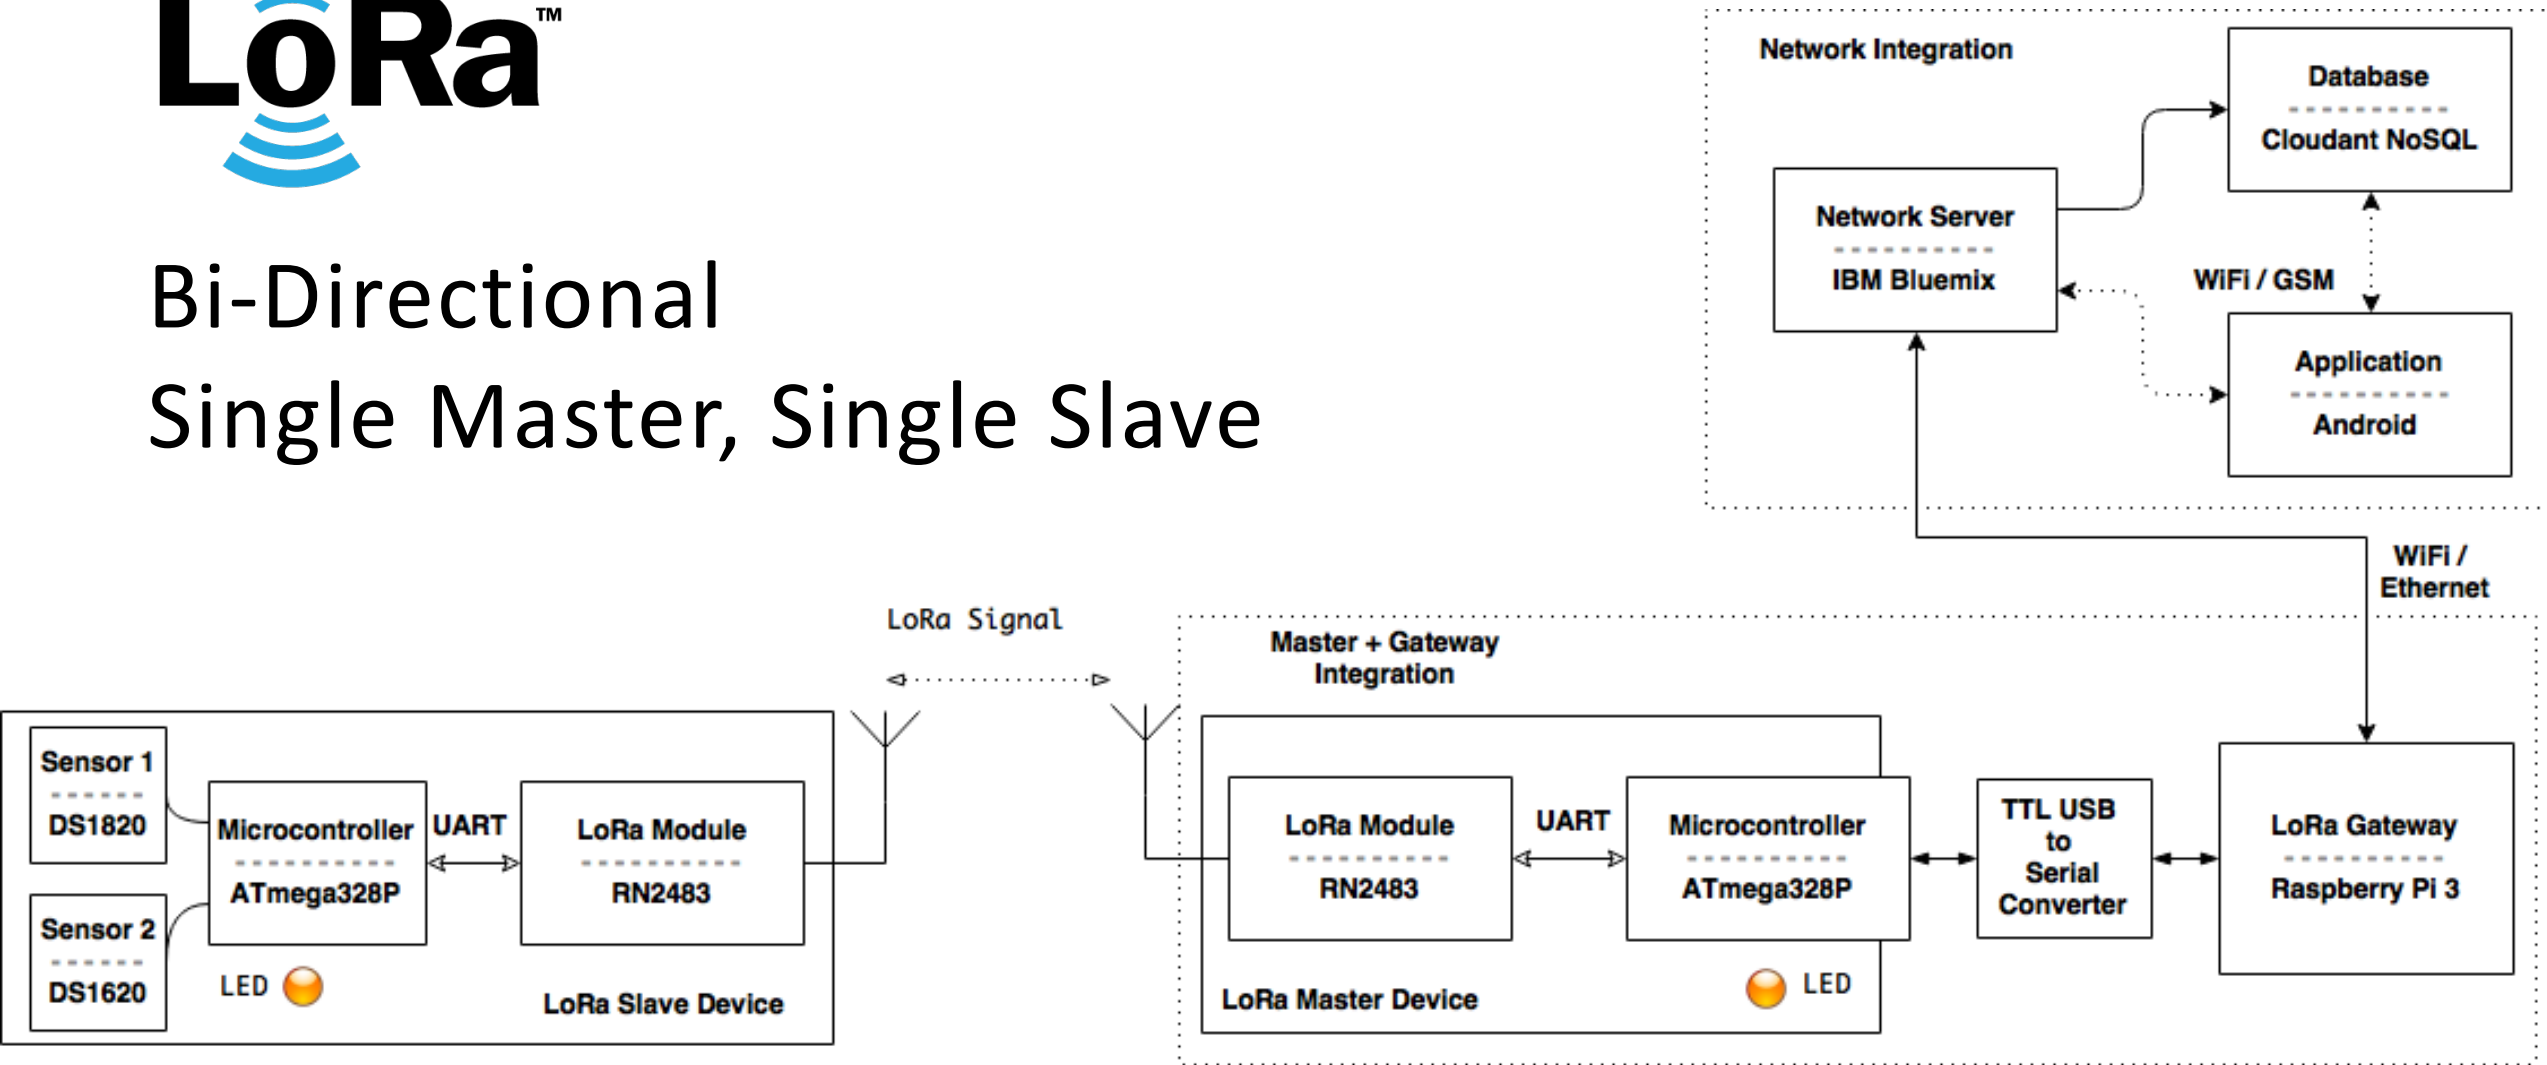 LoRa™
Bi-Directional
Single Master, Single Slave
Network Integration
Database
Cloudant NoSQL
Network Server
IBM Bluemix
WiFi / GSM
Application
Android
WiFi /
Ethernet
LoRa Signal
Master + Gateway
Integration
Sensor 1
DS1820
Sensor 2
DS1620
Microcontroller
ATmega328P
UART
LoRa Module
RN2483
LED
LoRa Slave Device
LoRa Module
RN2483
UART
Microcontroller
ATmega328P
LoRa Master Device
LED
TTL USB
to
Serial
Converter
LoRa Gateway
Raspberry Pi 3